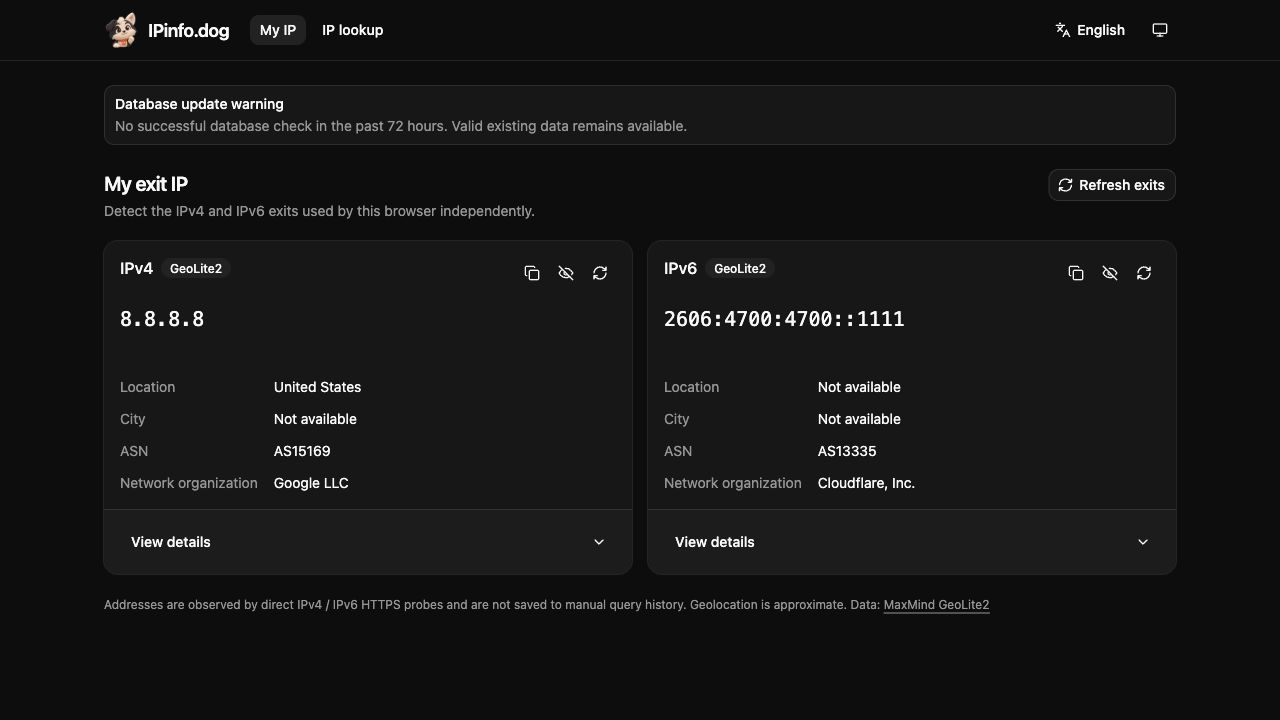 IPinfo.dog
My IP
IP lookup
English
Database update warning
No successful database check in the past 72 hours. Valid existing data remains available.
My exit IP
Refresh exits
Detect the IPv4 and IPv6 exits used by this browser independently.
IPv4 GeoLite2
8.8.8.8
Location United States
City Not available
ASN AS15169
Network organization Google LLC
View details
IPv6 GeoLite2
2606:4700:4700::1111
Location Not available
City Not available
ASN AS13335
Network organization Cloudflare, Inc.
View details
Addresses are observed by direct IPv4 / IPv6 HTTPS probes and are not saved to manual query history. Geolocation is approximate. Data: MaxMind GeoLite2